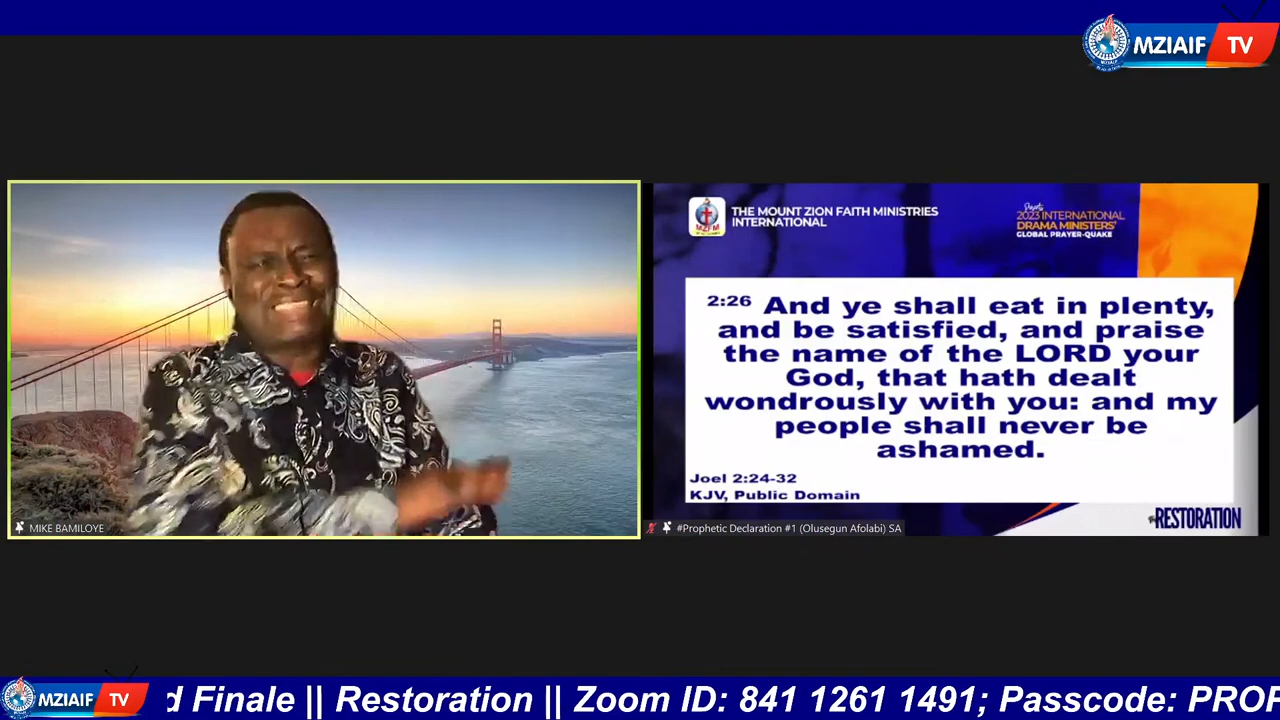 MZIAIF TV
THE MOUNT ZION FAITH MINISTRIES
INTERNATIONAL
MZFM
2023 INTERNATIONAL
DRAMA MINISTERS'
GLOBAL PRAYER-QUAKE
2:26 And ye shall eat in plenty,
and be satisfied, and praise
the name of the LORD your
God, that hath dealt
wondrously with you: and my
people shall never be
ashamed.
Joel 2:24-32
KJV, Public Domain
RESTORATION
MIKE BAMILOYE
#Prophetic Declaration #1 (Olusegun Afolabi) SA
MZIAIF TV
d Finale || Restoration || Zoom ID: 841 1261 1491; Passcode: PROF